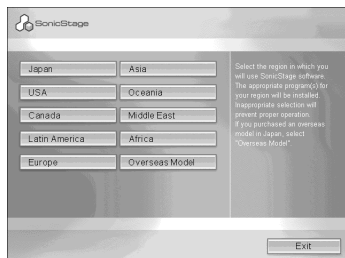 SonicStage
Japan
Asia
USA
Oceania
Canada
Middle East
Latin America
Africa
Europe
Overseas Model
Select the region in which you
will use SonicStage software.
The appropriate program(s) for
your region will be installed.
Inappropriate selection will
prevent proper operation.
If you purchased an overseas
model in Japan, select
"Overseas Model".
Exit